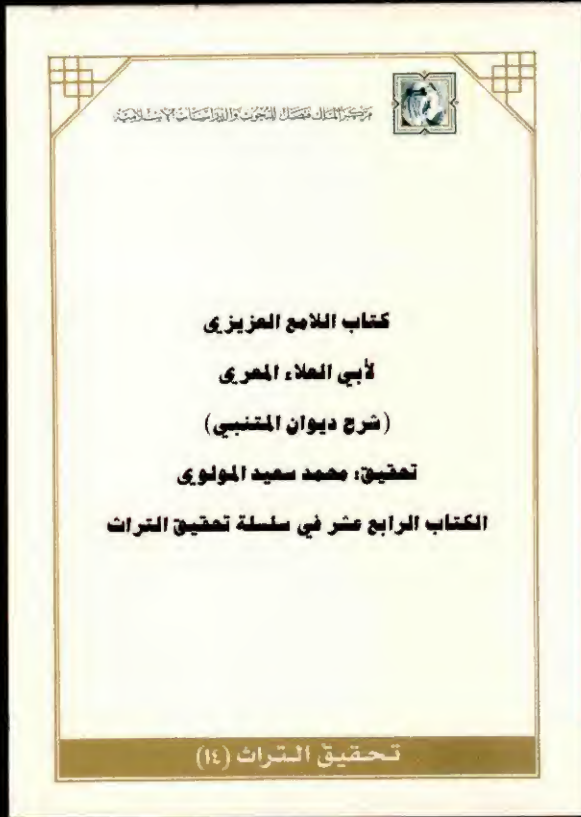 مركز الملك فيصل للبحوث والدراسات الإسلامية
كتاب اللامع العزيزي
لأبي العلاء المعري
(شرح ديوان المتنبي)
تحقيق: محمد سعيد المولوي
الكتاب الرابع عشر في سلسلة تحقيق التراث
تحقيق التراث (١٤)